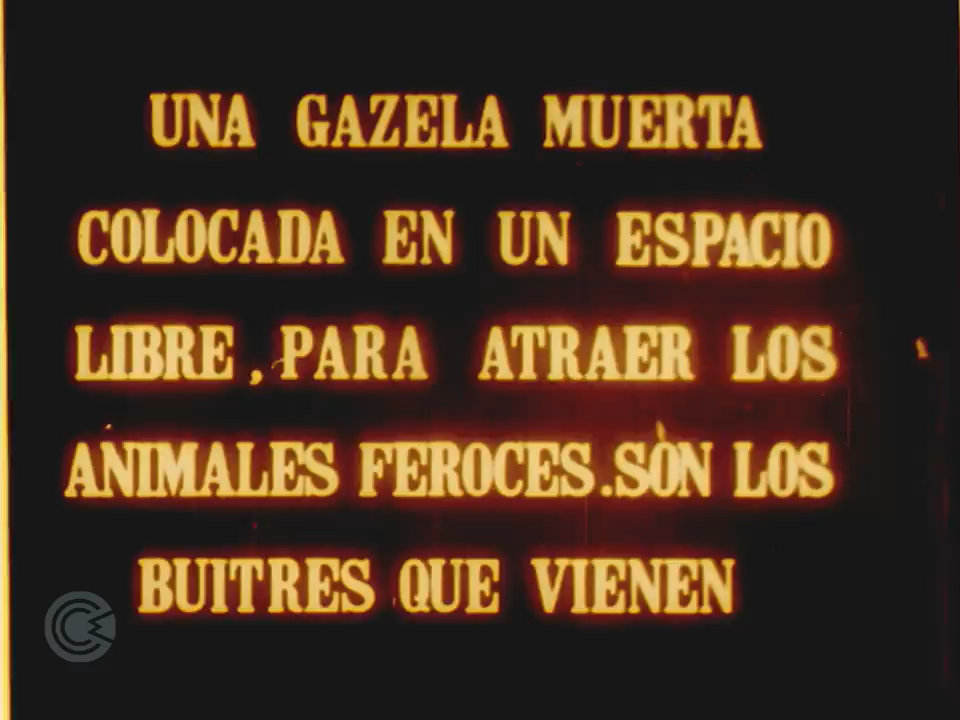 UNA GAZELA MUERTA
COLOCADA EN UN ESPACIO
LIBRE, PARA ATRAER LOS
ANIMALES FEROCES. SON LOS
BUITRES QUE VIENEN